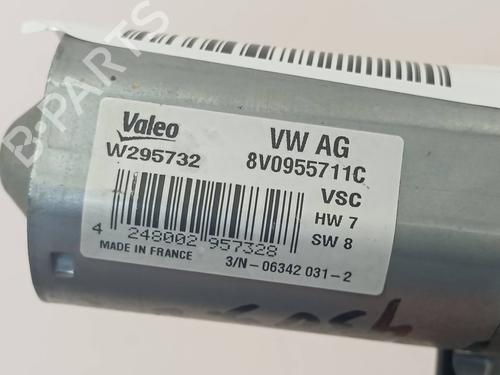 Valeo
VW AG
W295732
8V0955711C
VSC
HW 7
SW 8
4 248002 957328
MADE IN FRANCE
3/N-06342 031-2